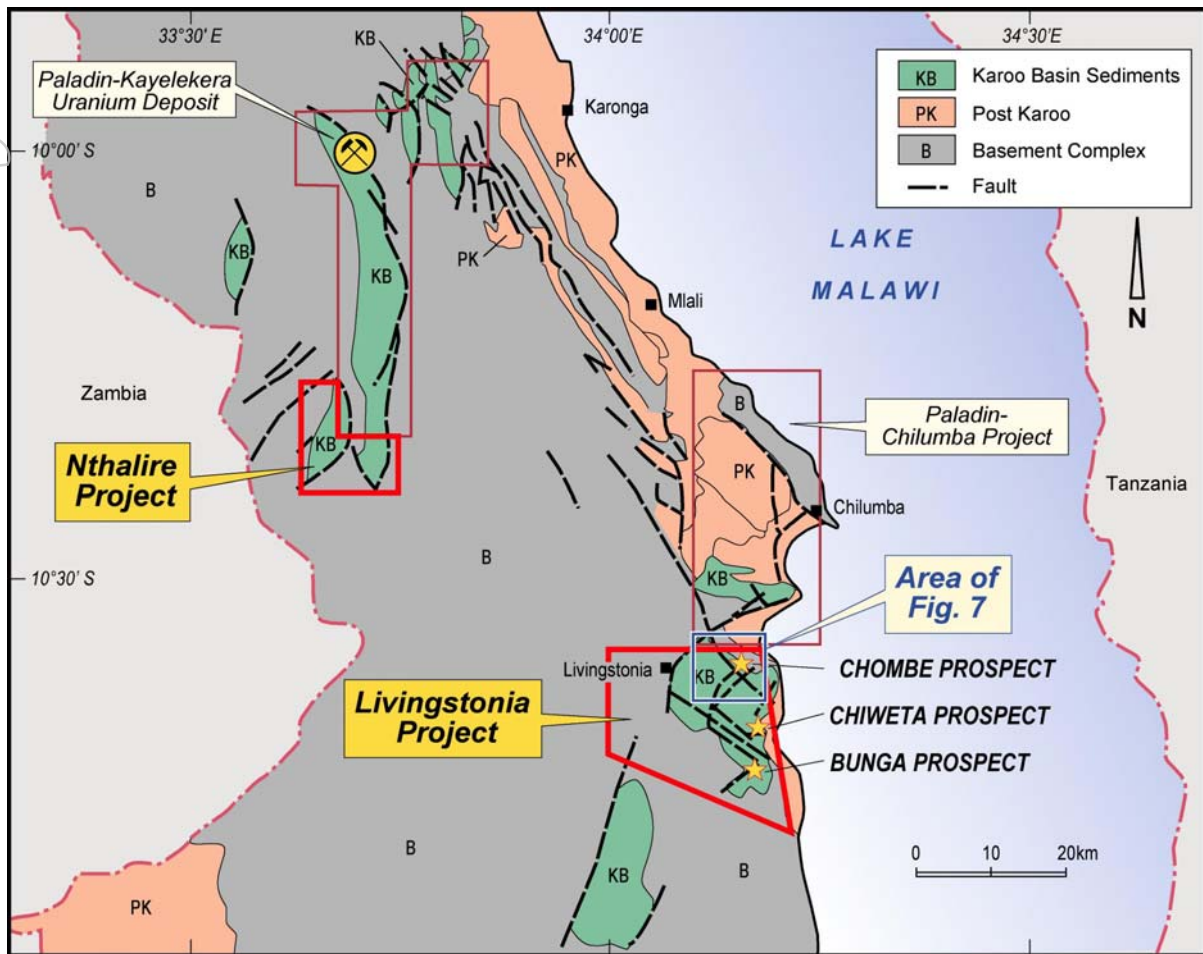 33°30' E
34°00' E
34°30' E
KB
Paladin-Kayelekera
Uranium Deposit
Karonga
KB
Karoo Basin Sediments
PK
Post Karoo
B
Basement Complex
Fault
10°00' S
B
PK
KB
KB
PK
LAKE
MALAWI
N
Mlali
Zambia
B
Paladin-
Chilumba Project
KB
PK
Nthalire
Project
Tanzania
Chilumba
B
10°30' S
KB
Area of
Fig. 7
Livingstonia
KB
CHOMBE PROSPECT
Livingstonia
Project
CHIWETA PROSPECT
BUNGA PROSPECT
B
KB
B
0 10 20km
PK